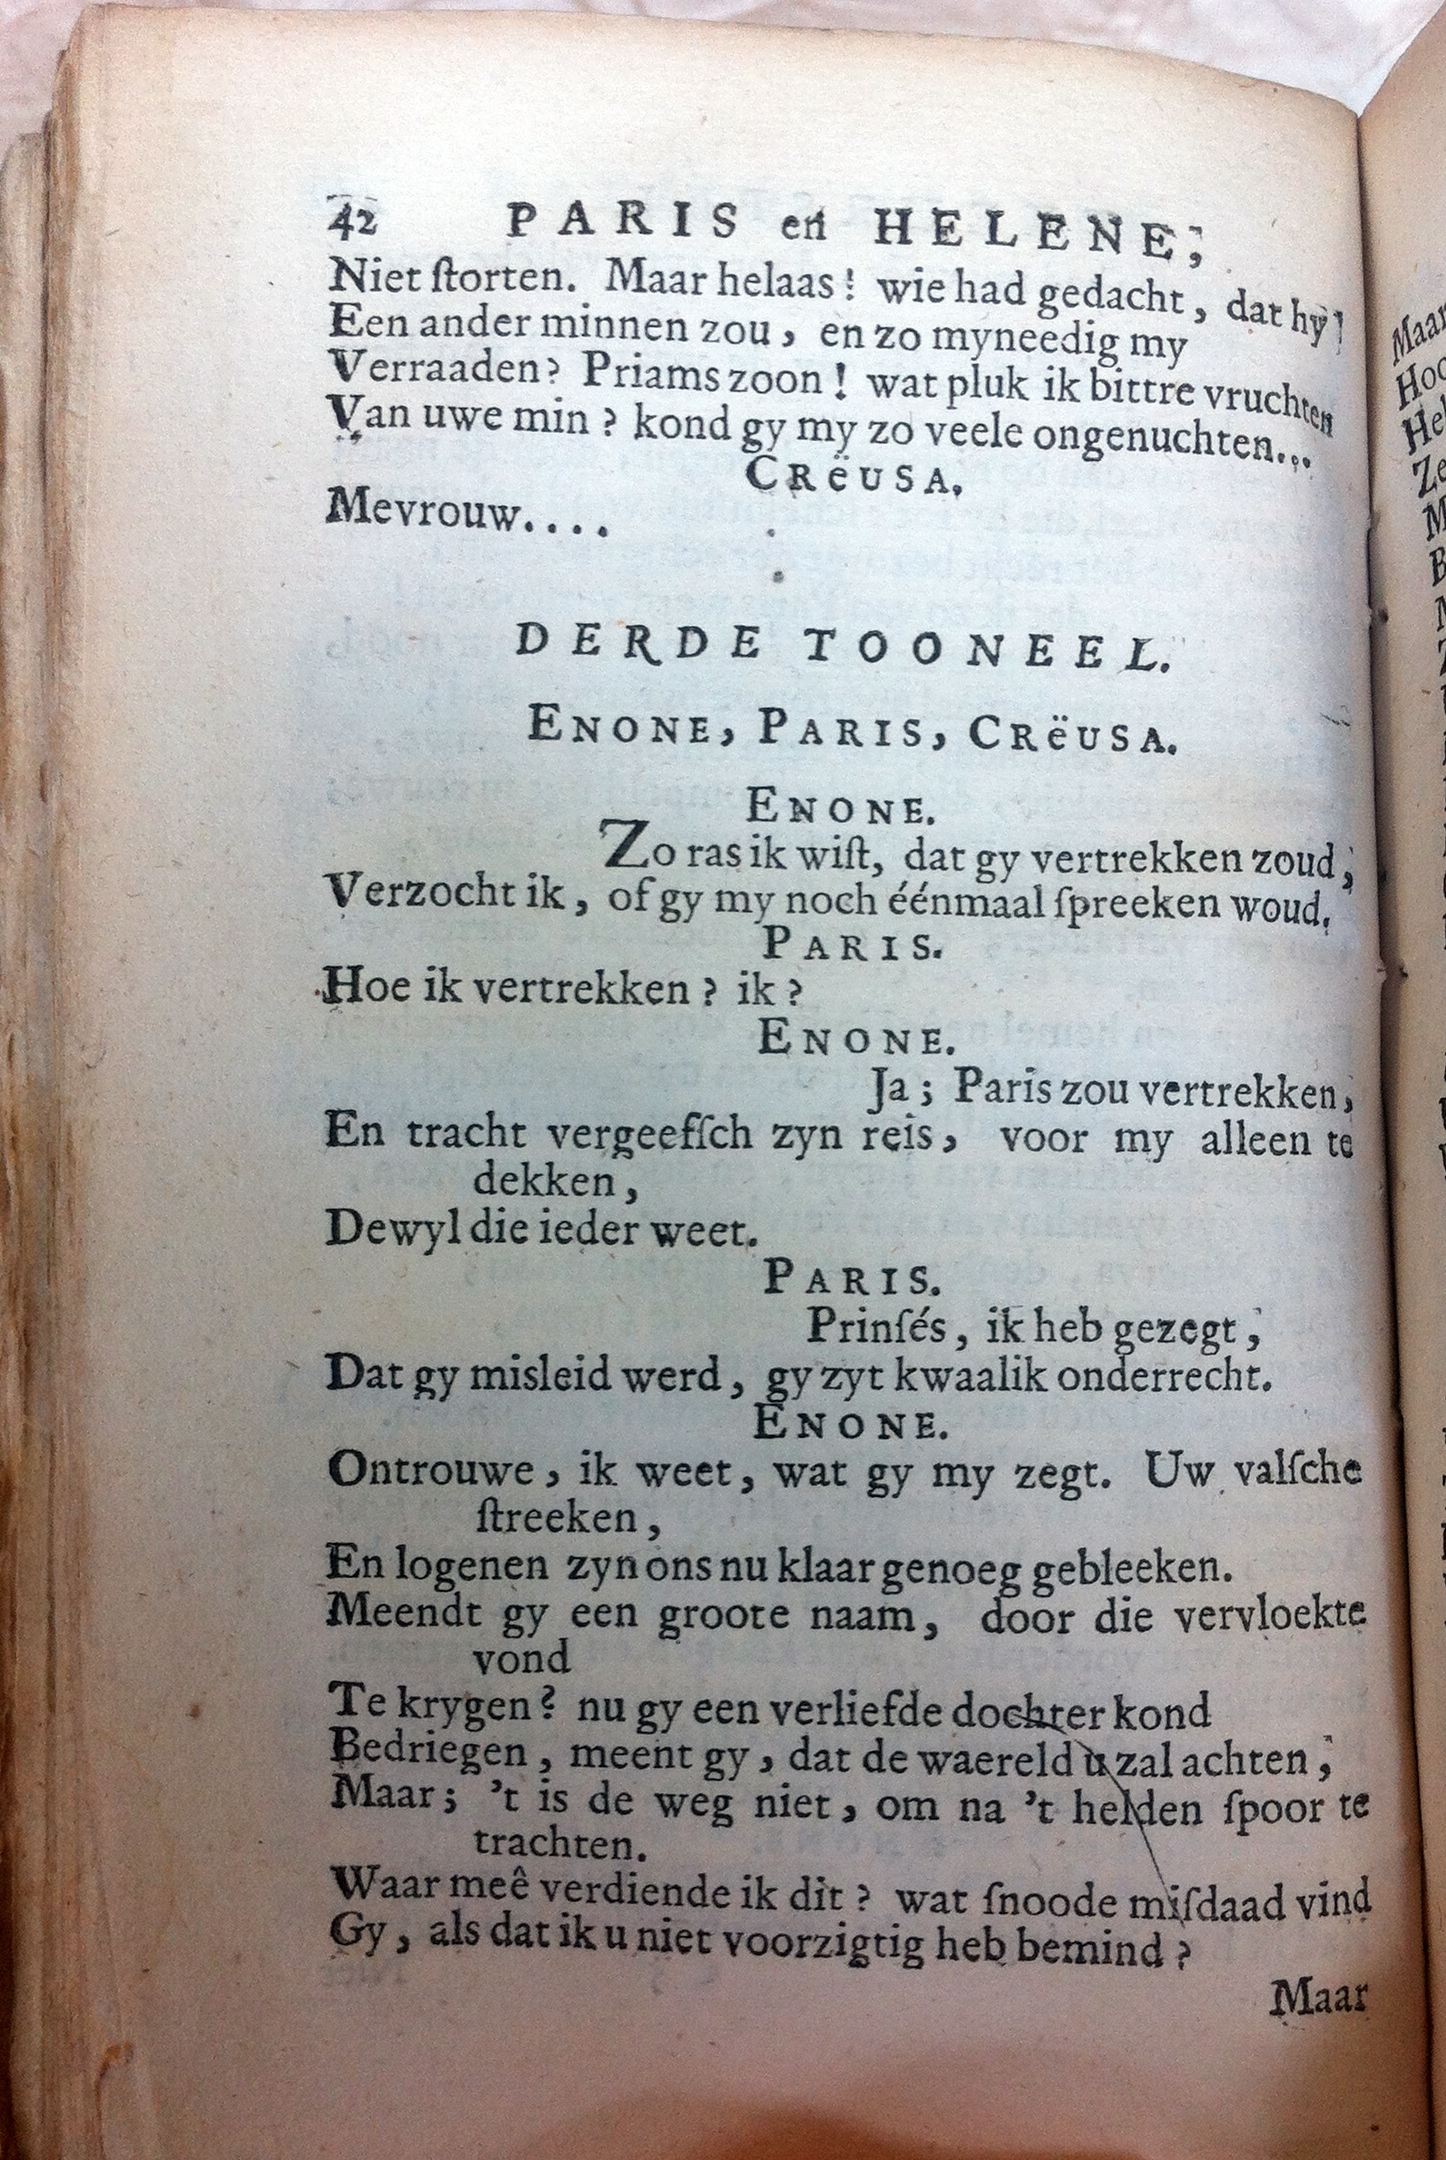 42 PARIS en HELENE;
Niet ſtorten. Maar helaas! wie had gedacht, dat hy
Een ander minnen zou, en zo myneedig my
Verraaden? Priams zoon! wat pluk ik bittre vruchten
Van uwe min? kond gy my zo veele ongenuchten...
CRëUSA.
Mevrouw....
DERDE TOONEEL.
ENONE, PARIS, CRëUSA.
ENONE.
Zo ras ik wiſt, dat gy vertrekken zoud,
Verzocht ik, of gy my noch éénmaal ſpreeken woud.
PARIS.
Hoe ik vertrekken? ik?
ENONE.
Ja; Paris zou vertrekken,
En tracht vergeefſch zyn reis, voor my alleen te
dekken,
Dewyl die ieder weet.
PARIS.
Prinſés, ik heb gezegt,
Dat gy misleid werd, gy zyt kwaalik onderrecht.
ENONE.
Ontrouwe, ik weet, wat gy my zegt. Uw valſche
ſtreeken,
En logenen zyn ons nu klaar genoeg gebleeken.
Meendt gy een groote naam, door die vervloekte
vond
Te krygen? nu gy een verliefde dochter kond
Bedriegen, meent gy, dat de waereld u zal achten,
Maar; 't is de weg niet, om na 't helden ſpoor te
trachten.
Waar meê verdiende ik dit? wat ſnoode miſdaad vind
Gy, als dat ik u niet voorzigtig heb bemind?
Maar
Maar
Hoo
Hel
Ze
M
B